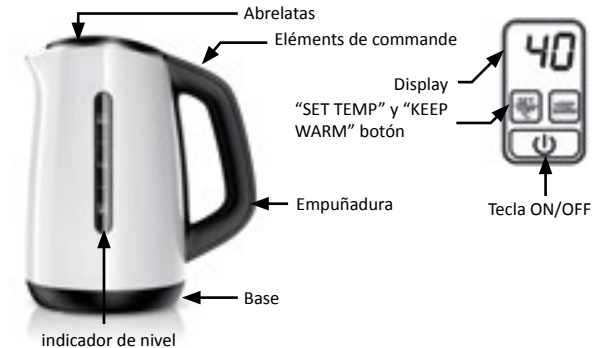 Abrelatas
Eléments de commande
40
Display
"SET TEMP" y "KEEP
WARM" botón
Empuñadura
Tecla ON/OFF
Base
indicador de nivel